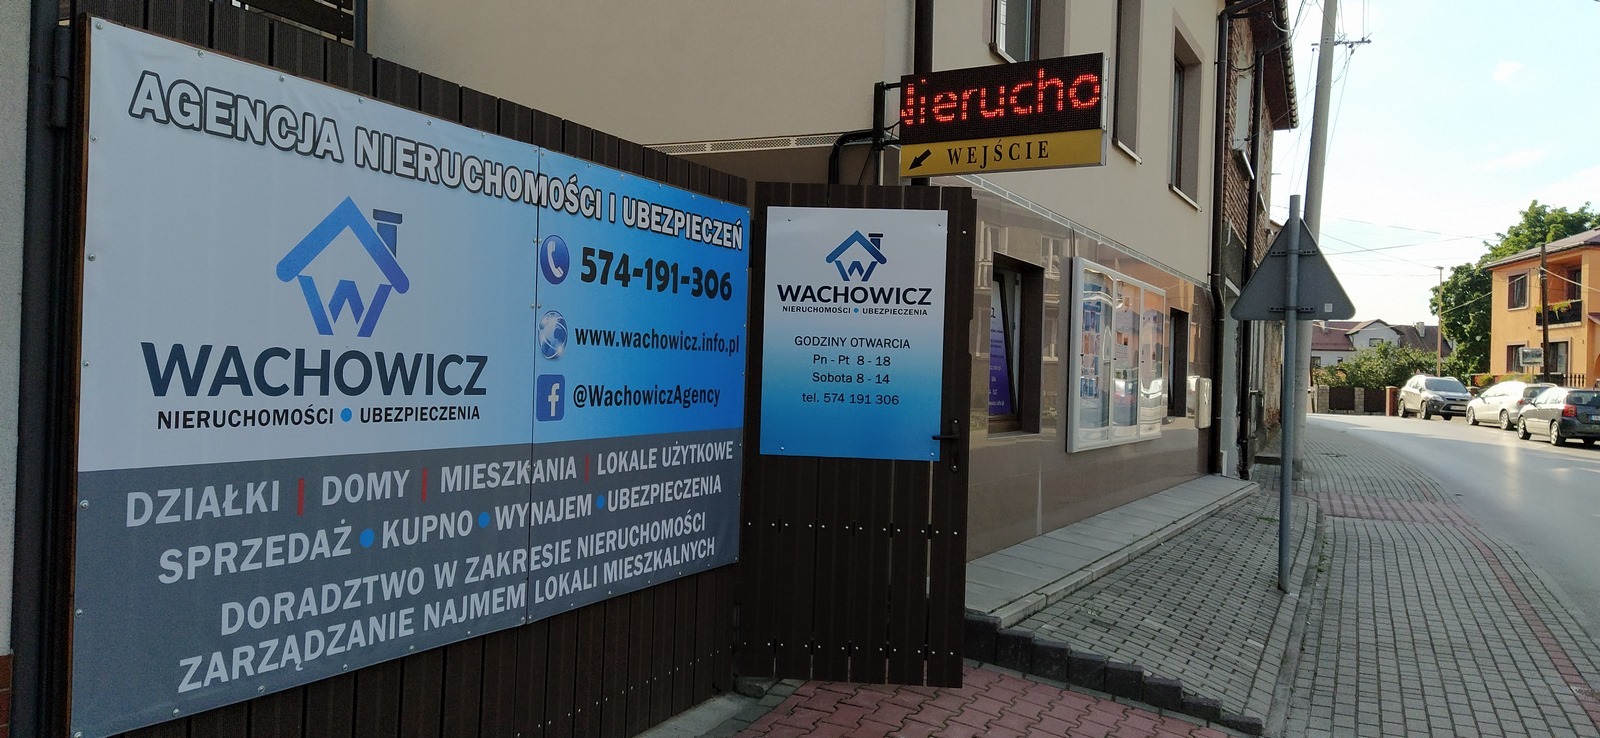 AGENCJA NIERUCHOMOŚCI I UBEZPIECZEŃ
WACHOWICZ
NIERUCHOMOŚCI • UBEZPIECZENIA
574-191-306
www.wachowicz.info.pl
@WachowiczAgency
DZIAŁKI | DOMY | MIESZKANIA | LOKALE UŻYTKOWE
SPRZEDAŻ • KUPNO • WYNAJEM • UBEZPIECZENIA
DORADZTWO W ZAKRESIE NIERUCHOMOŚCI
ZARZĄDZANIE NAJMEM LOKALI MIESZKALNYCH
WACHOWICZ
NIERUCHOMOŚCI • UBEZPIECZENIA
GODZINY OTWARCIA
Pn - Pt 8 - 18
Sobota 8 - 14
tel. 574 191 306
Nierucho
WEJŚCIE